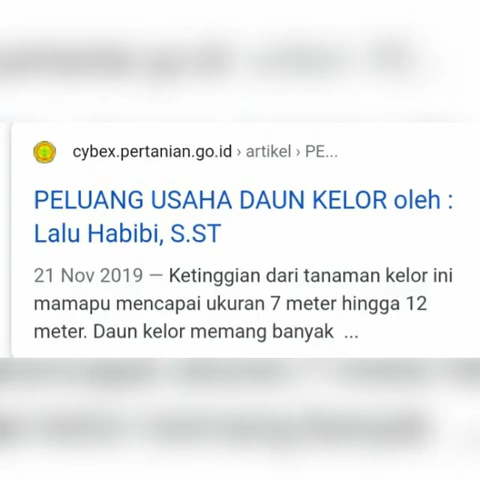 cybex.pertanian.go.id › artikel › PE...
PELUANG USAHA DAUN KELOR oleh :
Lalu Habibi, S.ST
21 Nov 2019 — Ketinggian dari tanaman kelor ini
mamapu mencapai ukuran 7 meter hingga 12
meter. Daun kelor memang banyak ...